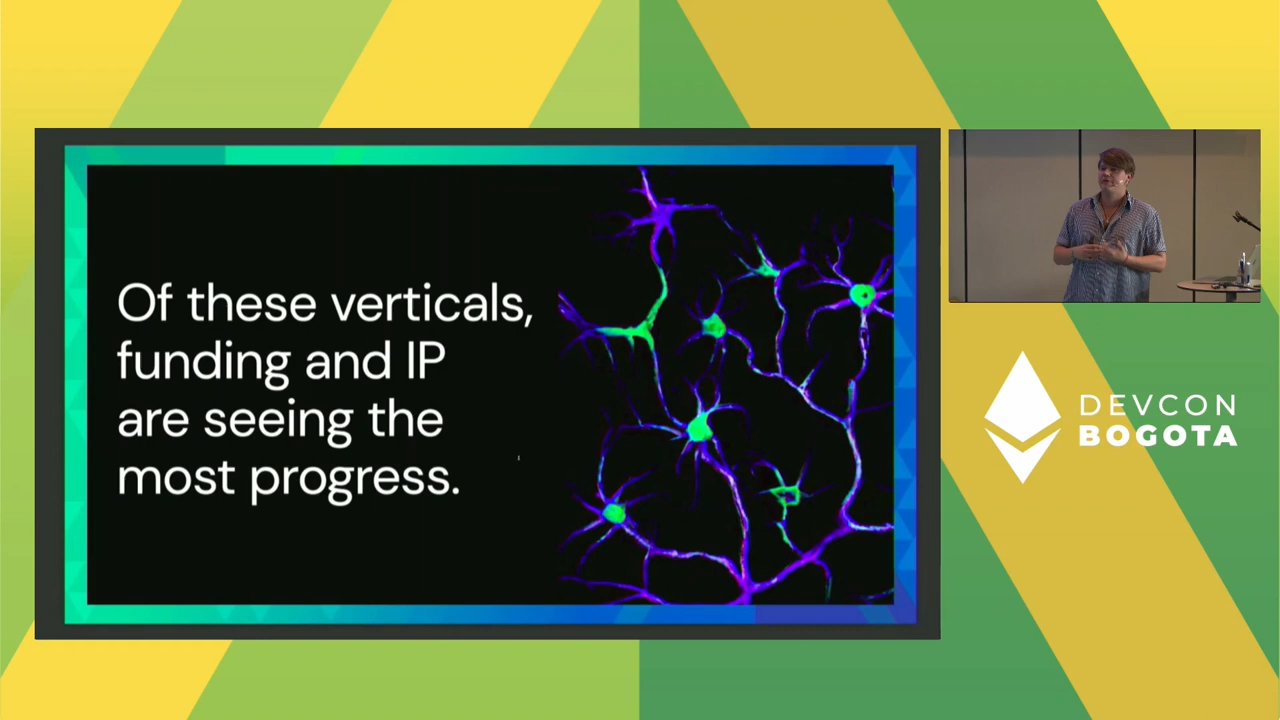 Of these verticals,
funding and IP
are seeing the
most progress.
DEVCON
BOGOTA